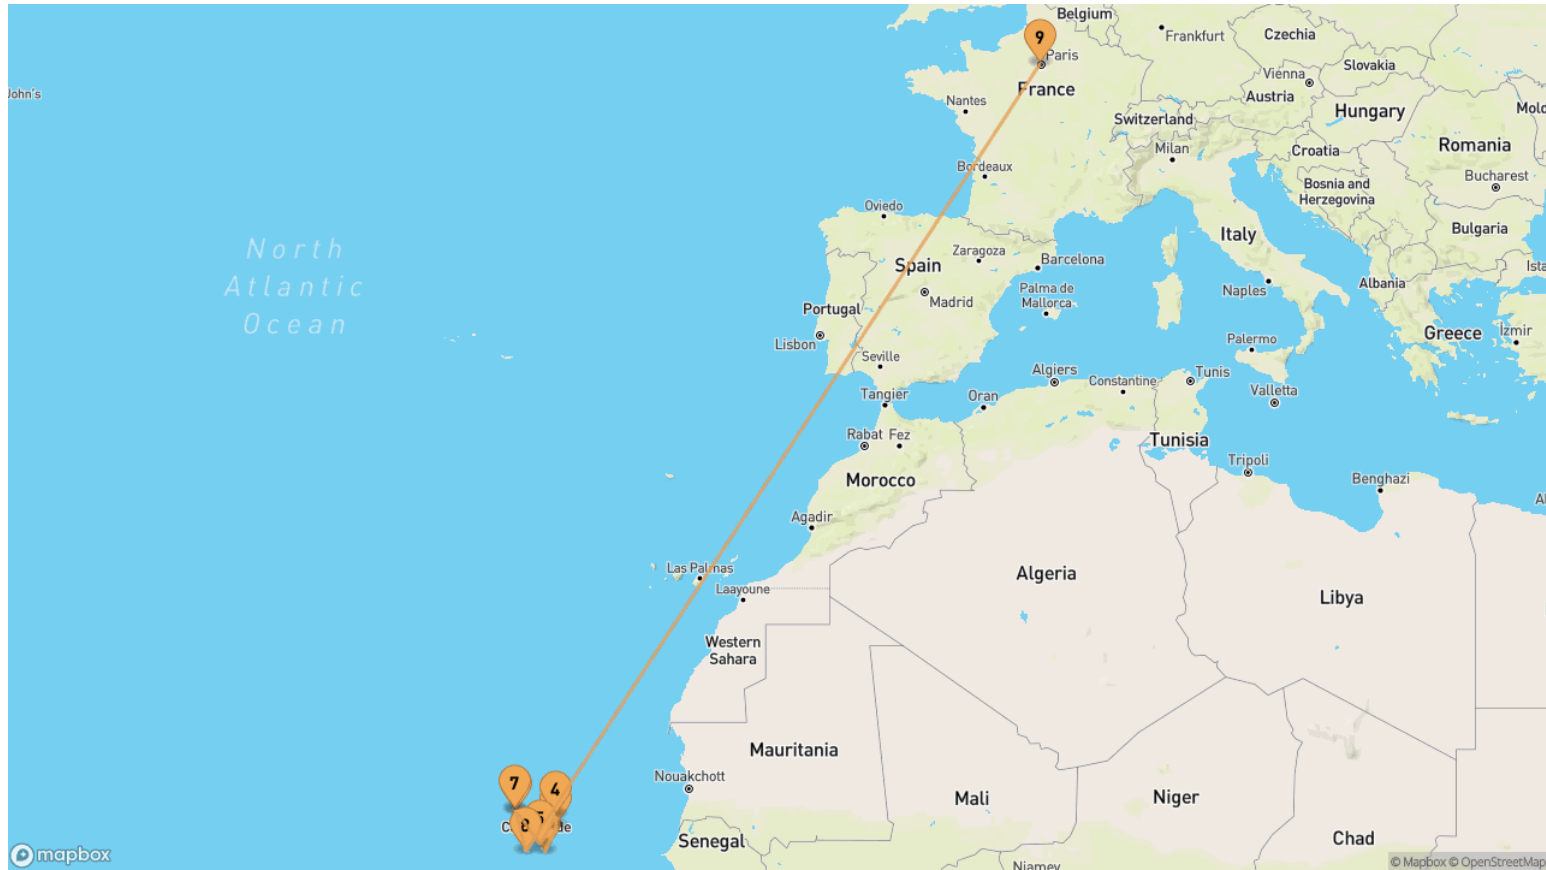 Belgium
Frankfurt
Czechia
9
Paris
Slovakia
Vienna
France
Austria
John's
Nantes
Hungary
Switzerland
Milan
Croatia
Romania
Bordeaux
Bosnia and
Herzegovina
Bucharest
Oviedo
Bulgaria
Italy
North
Atlantic
Ocean
Zaragoza
Barcelona
Spain
Albania
Palma de
Mallorca
Naples
Madrid
Portugal
Greece
Izmir
Lisbon
Palermo
Seville
Algiers
Constantine
Tunis
Tangier
Oran
Valletta
Rabat
Fez
Tunisia
Tripoli
Morocco
Benghazi
Agadir
Las Palmas
Laayoune
Algeria
Libya
Western
Sahara
Mauritania
Nouakchott
7
4
Mali
Niger
5
8
Senegal
Chad
mapbox
Niamey
© Mapbox © OpenStreetMap